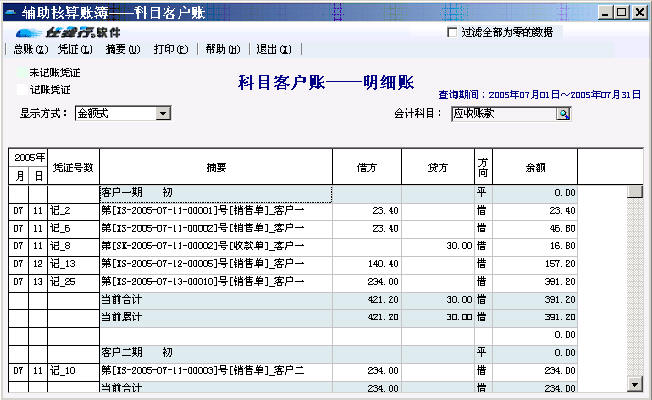 辅助核算账簿——科目客户账
任我行软件 过滤全部为零的数据
总账(Z) 凭证(L) 摘要(U) 打印(P) 帮助(H) 退出(X)
未记账凭证
记账凭证
科目客户账——明细账
查询期间：2005年07月01日～2005年07月31日
显示方式： 金额式 会计科目： 应收账款
2005年 凭证号数 摘要 借方 贷方 方向 余额
月 日
客户一期 初 平 0.00
07 11 记_2 第[XS-2005-07-11-00001]号[销售单]_客户一 23.40 借 23.40
07 11 记_6 第[XS-2005-07-11-00002]号[销售单]_客户一 23.40 借 46.80
07 11 记_8 第[SK-2005-07-11-00002]号[收款单]_客户一 30.00 借 16.80
07 12 记_13 第[XS-2005-07-12-00005]号[销售单]_客户一 140.40 借 157.20
07 13 记_25 第[XS-2005-07-13-00010]号[销售单]_客户一 234.00 借 391.20
当前合计 421.20 30.00 借 391.20
当前累计 421.20 30.00 借 391.20
0.00
客户二期 初 平 0.00
07 11 记_10 第[XS-2005-07-11-00003]号[销售单]_客户二 234.00 借 234.00
当前合计 234.00 借 234.00